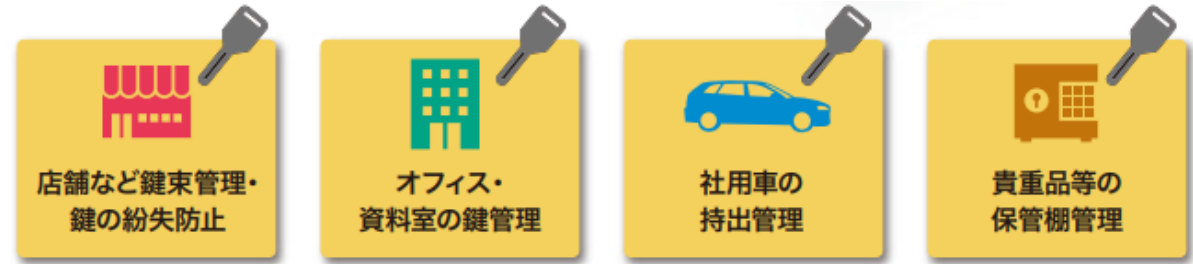 店舗など鍵束管理・
鍵の紛失防止
オフィス・
資料室の鍵管理
社用車の
持出管理
貴重品等の
保管棚管理